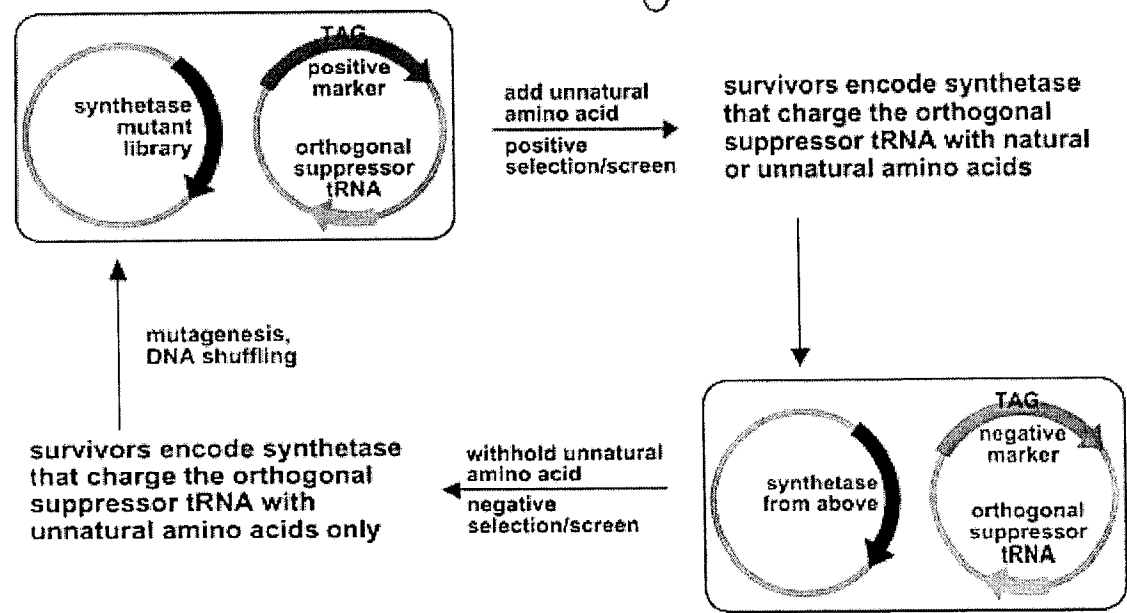 synthetase
mutant
library
TAG
positive
marker
orthogonal
suppressor
tRNA
add unnatural
amino acid
positive
selection/screen
survivors encode synthetase
that charge the orthogonal
suppressor tRNA with natural
or unnatural amino acids
synthetase
from above
TAG
negative
marker
orthogonal
suppressor
tRNA
withhold unnatural
amino acid
negative
selection/screen
survivors encode synthetase
that charge the orthogonal
suppressor tRNA with
unnatural amino acids only
mutagenesis,
DNA shuffling